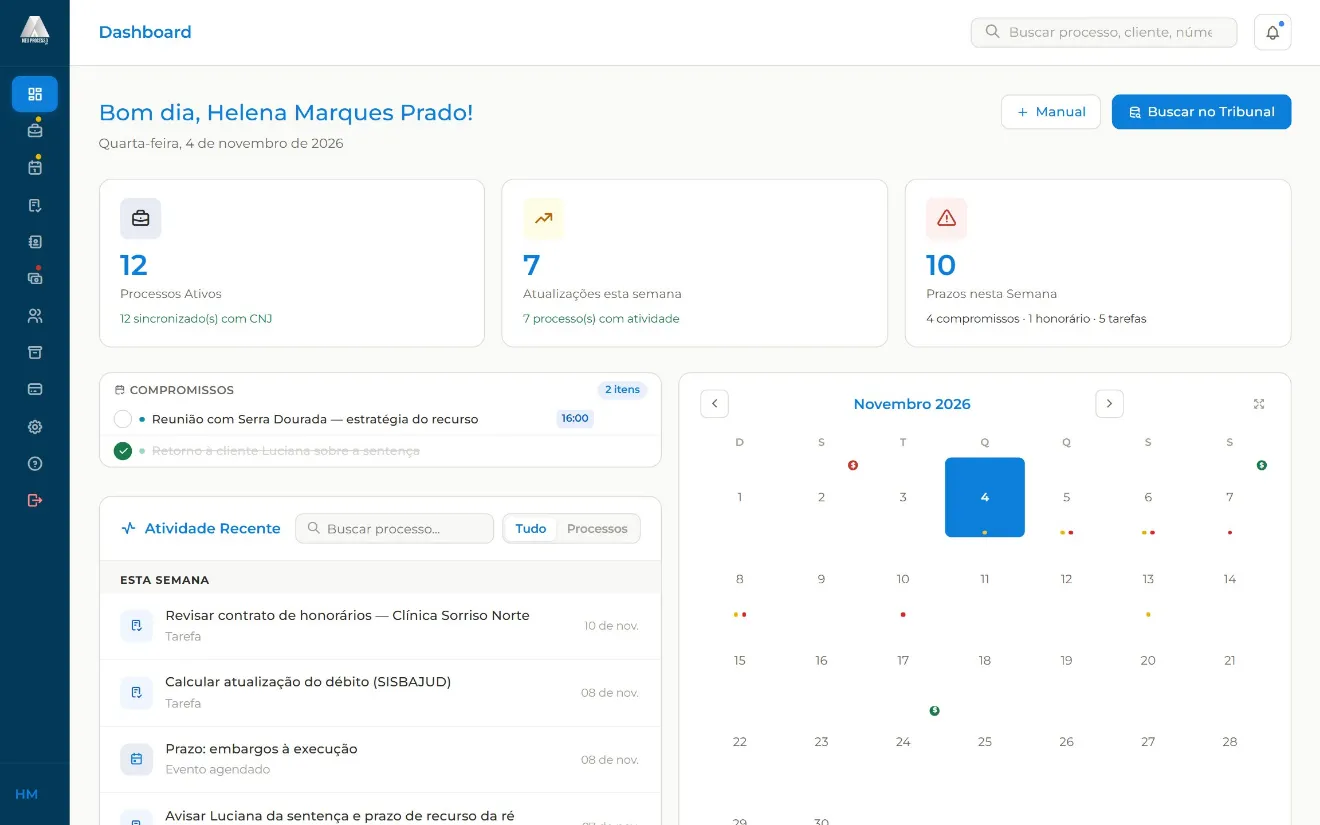 MEU PROCESSO
Dashboard
Buscar processo, cliente, núme
Bom dia, Helena Marques Prado!
Quarta-feira, 4 de novembro de 2026
+ Manual
Buscar no Tribunal
12
Processos Ativos
12 sincronizado(s) com CNJ
7
Atualizações esta semana
7 processo(s) com atividade
10
Prazos nesta Semana
4 compromissos · 1 honorário · 5 tarefas
COMPROMISSOS
2 itens
Reunião com Serra Dourada — estratégia do recurso
16:00
Retorno à cliente Luciana sobre a sentença
Atividade Recente
Buscar processo...
Tudo
Processos
ESTA SEMANA
Revisar contrato de honorários — Clínica Sorriso Norte
Tarefa
10 de nov.
Calcular atualização do débito (SISBAJUD)
Tarefa
08 de nov.
Prazo: embargos à execução
Evento agendado
08 de nov.
Avisar Luciana da sentença e prazo de recurso da ré
Novembro 2026
D S T Q Q S S
1 2 3 4 5 6 7
8 9 10 11 12 13 14
15 16 17 18 19 20 21
22 23 24 25 26 27 28
29 30
HM